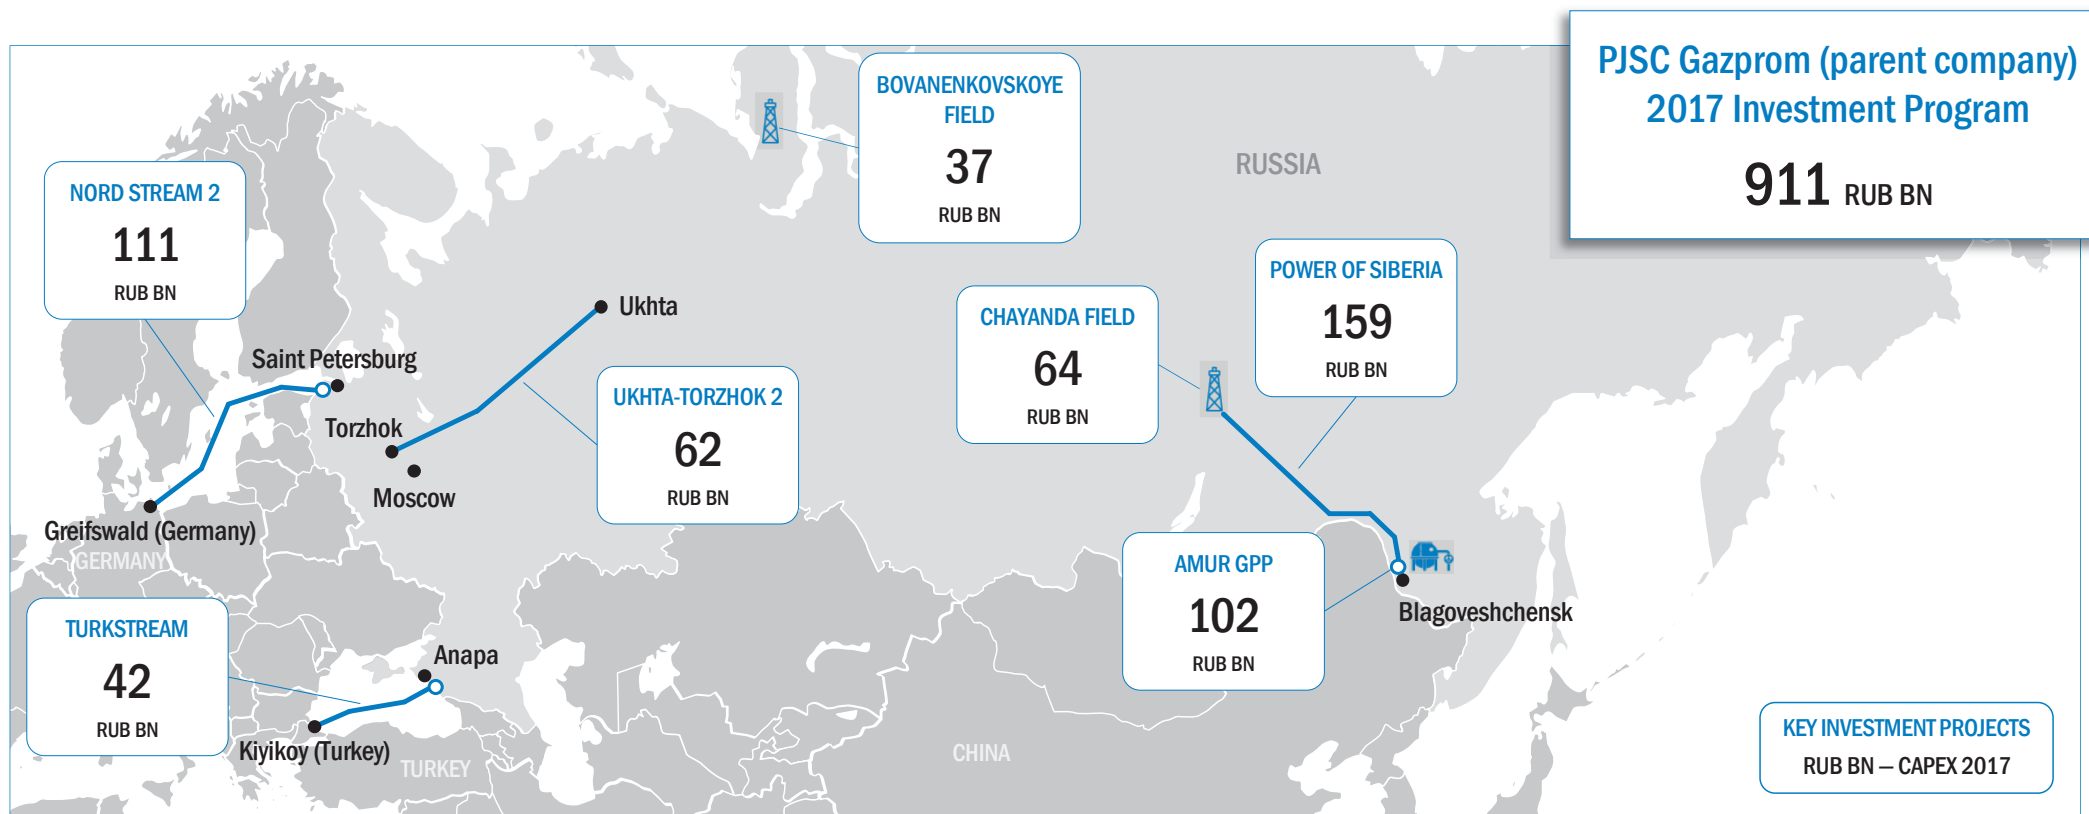 PJSC Gazprom (parent company)
2017 Investment Program
911 RUB BN
BOVANENKOVSKOYE
FIELD
37
RUB BN
RUSSIA
NORD STREAM 2
111
RUB BN
POWER OF SIBERIA
159
RUB BN
CHAYANDA FIELD
64
RUB BN
Ukhta
Saint Petersburg
UKHTA-TORZHOK 2
62
RUB BN
Torzhok
Moscow
Greifswald (Germany)
GERMANY
AMUR GPP
102
RUB BN
Blagoveshchensk
TURKSTREAM
42
RUB BN
Anapa
Kiyikoy (Turkey)
TURKEY
CHINA
KEY INVESTMENT PROJECTS
RUB BN – CAPEX 2017